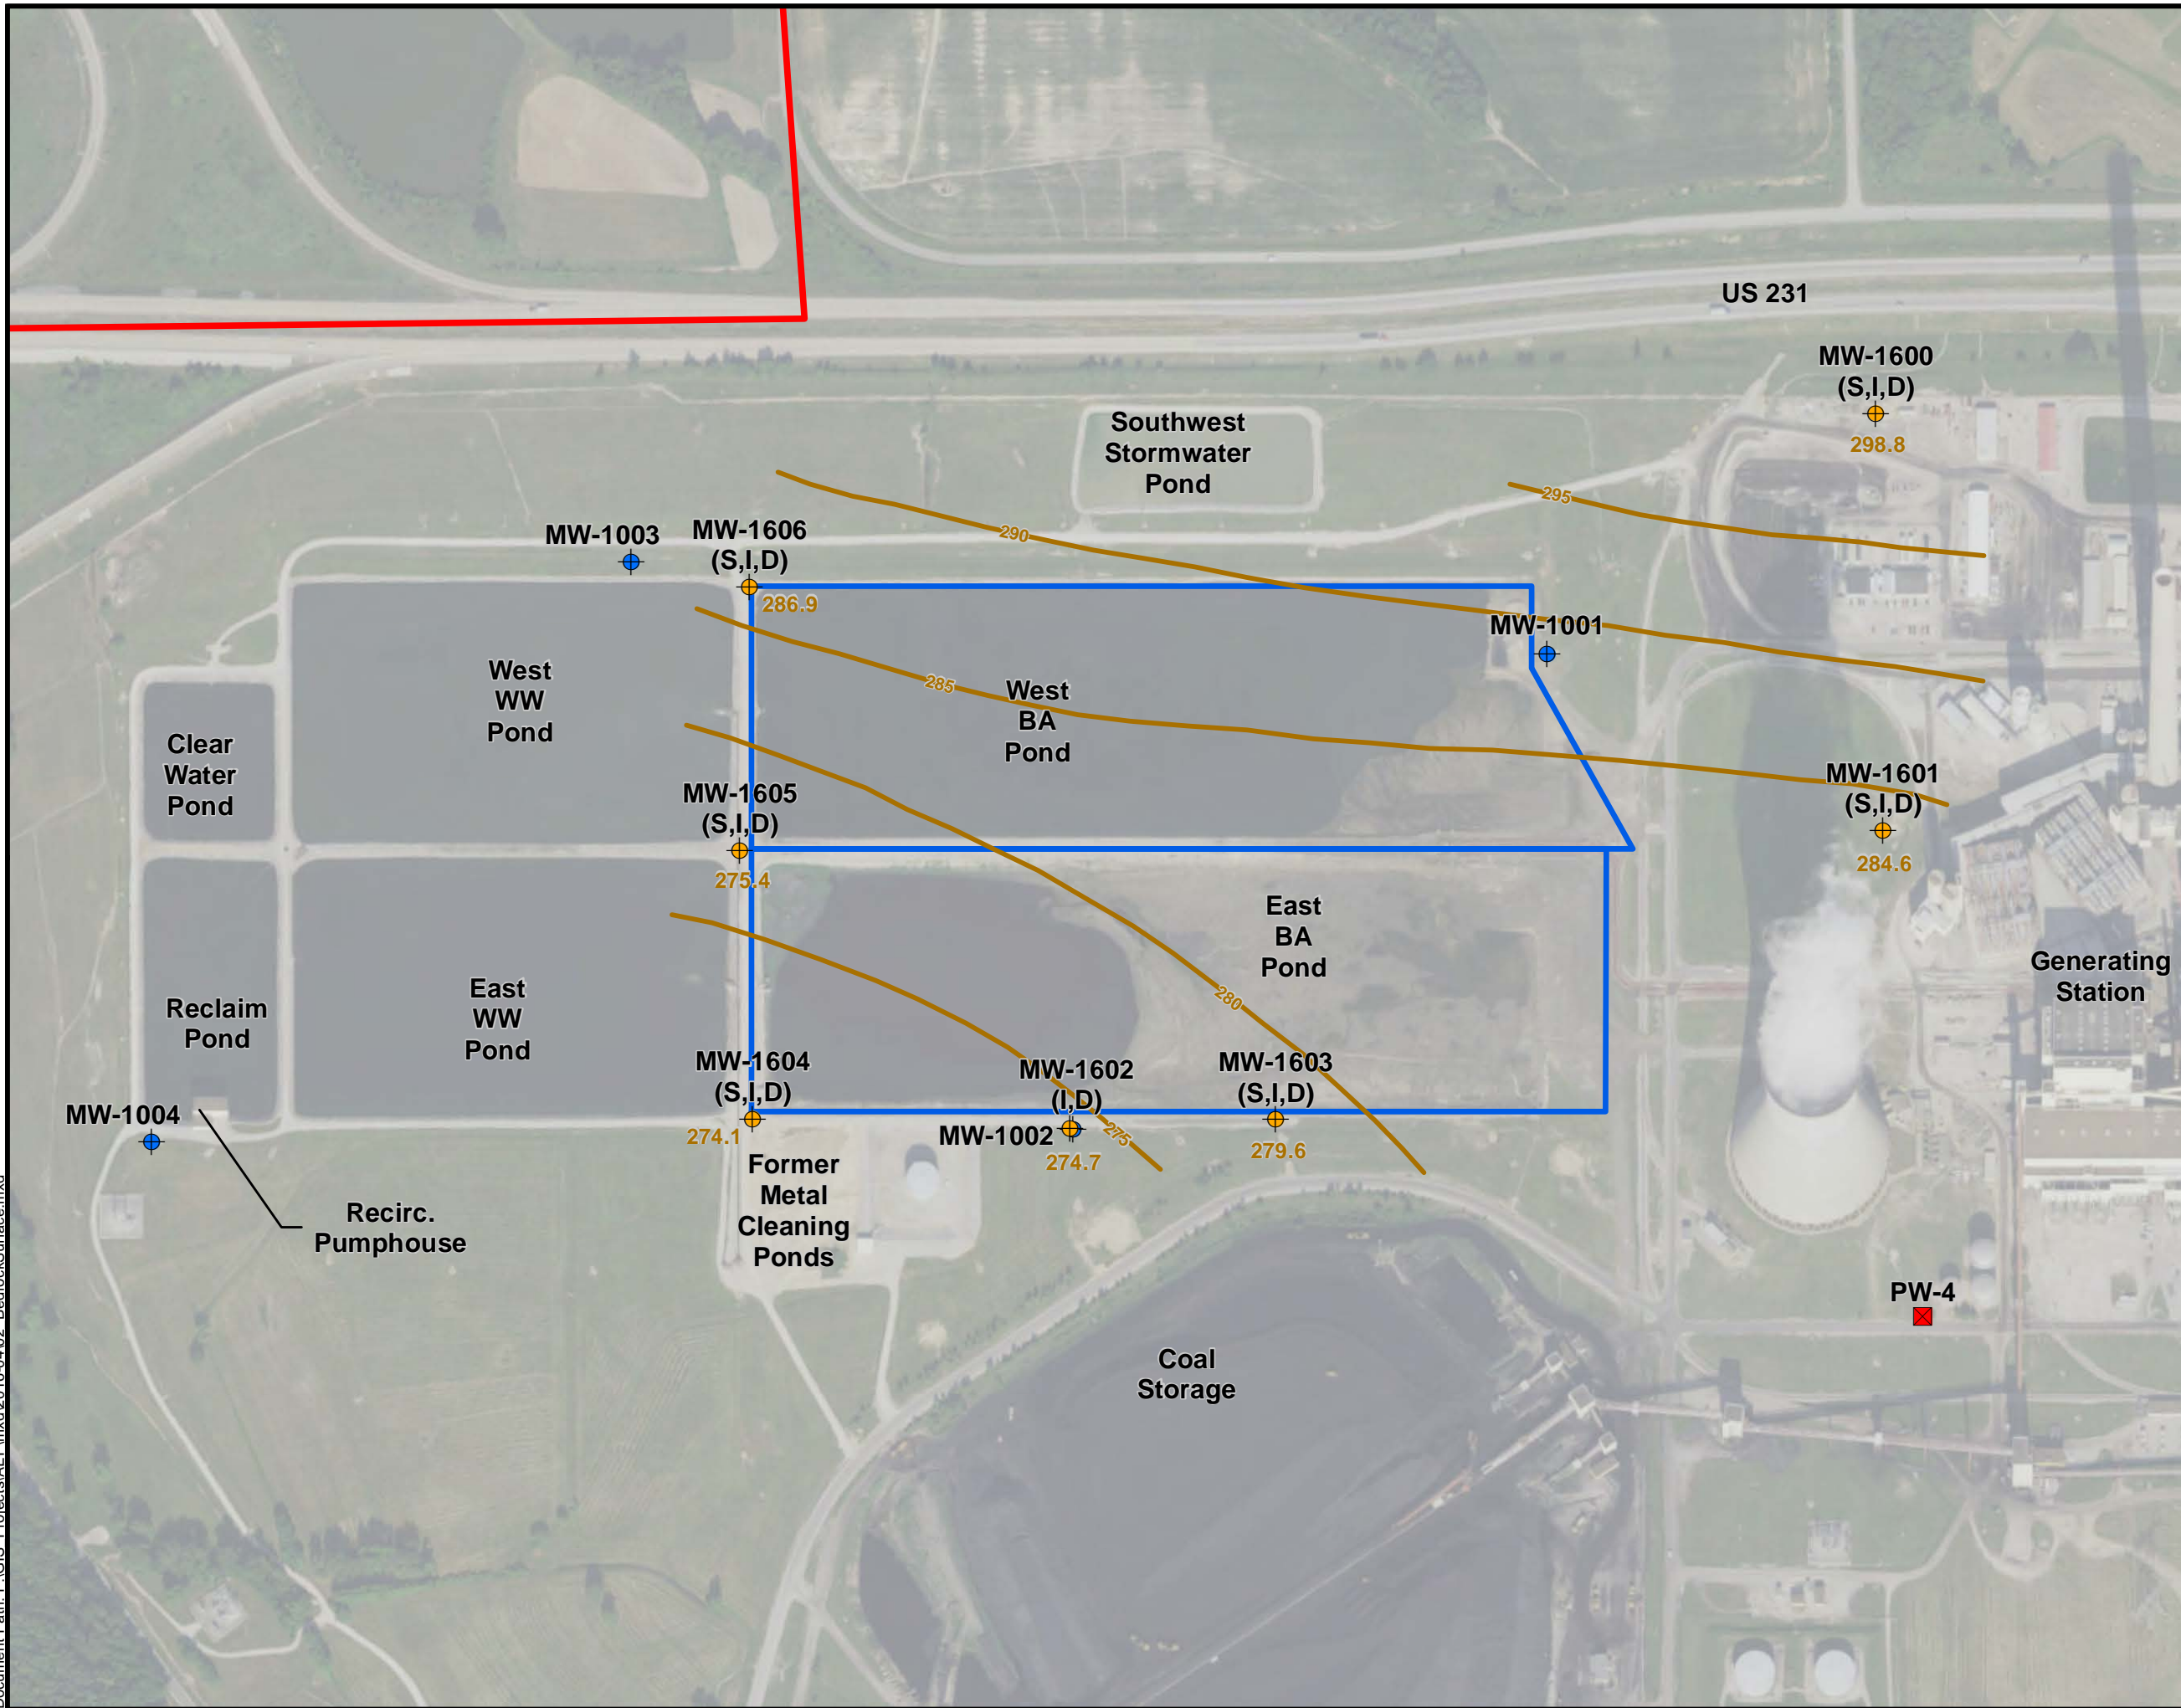 US 231
MW-1600
(S,I,D)
298.8
Southwest
Stormwater
Pond
295
290
MW-1003
MW-1606
(S,I,D)
286.9
MW-1001
West
WW
Pond
285
West
BA
Pond
Clear
Water
Pond
MW-1605
(S,I,D)
275.4
MW-1601
(S,I,D)
284.6
East
BA
Pond
Generating
Station
280
Reclaim
Pond
East
WW
Pond
MW-1604
(S,I,D)
274.1
MW-1602
(I,D)
MW-1002
274.7
275
MW-1603
(S,I,D)
279.6
MW-1004
Former
Metal
Cleaning
Ponds
Recirc.
Pumphouse
PW-4
Coal
Storage